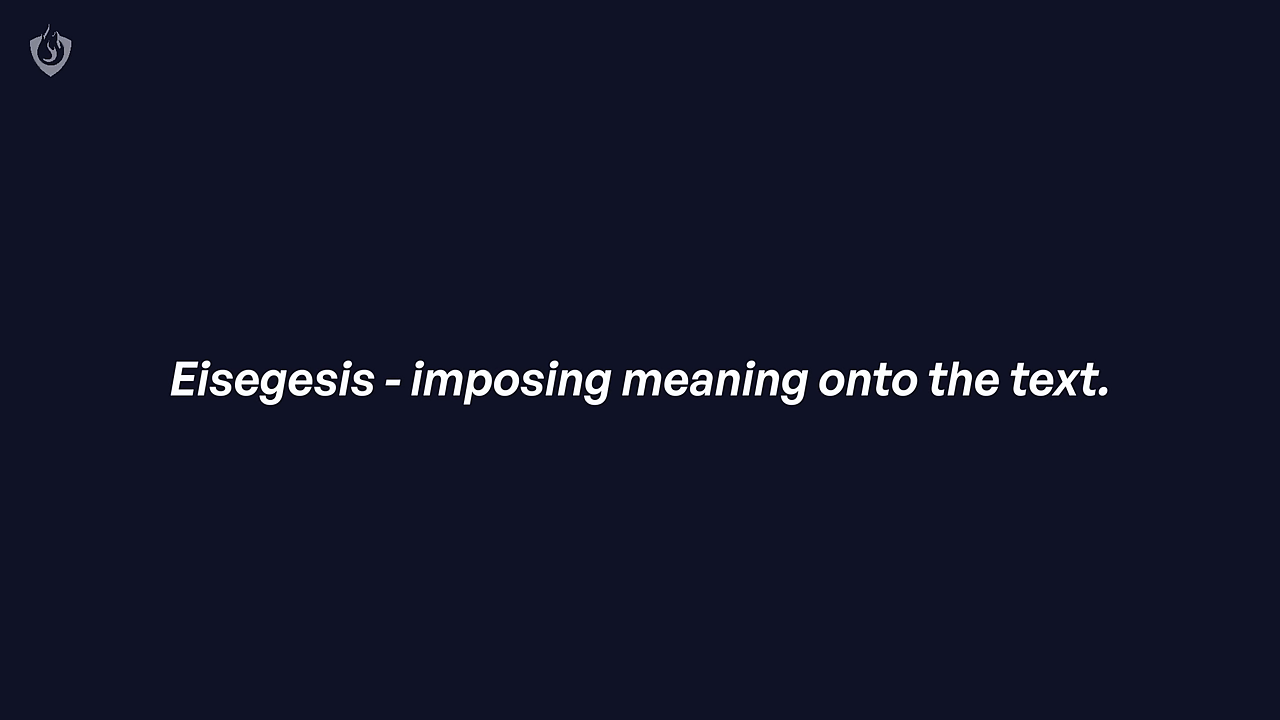 Eisegesis - imposing meaning onto the text.